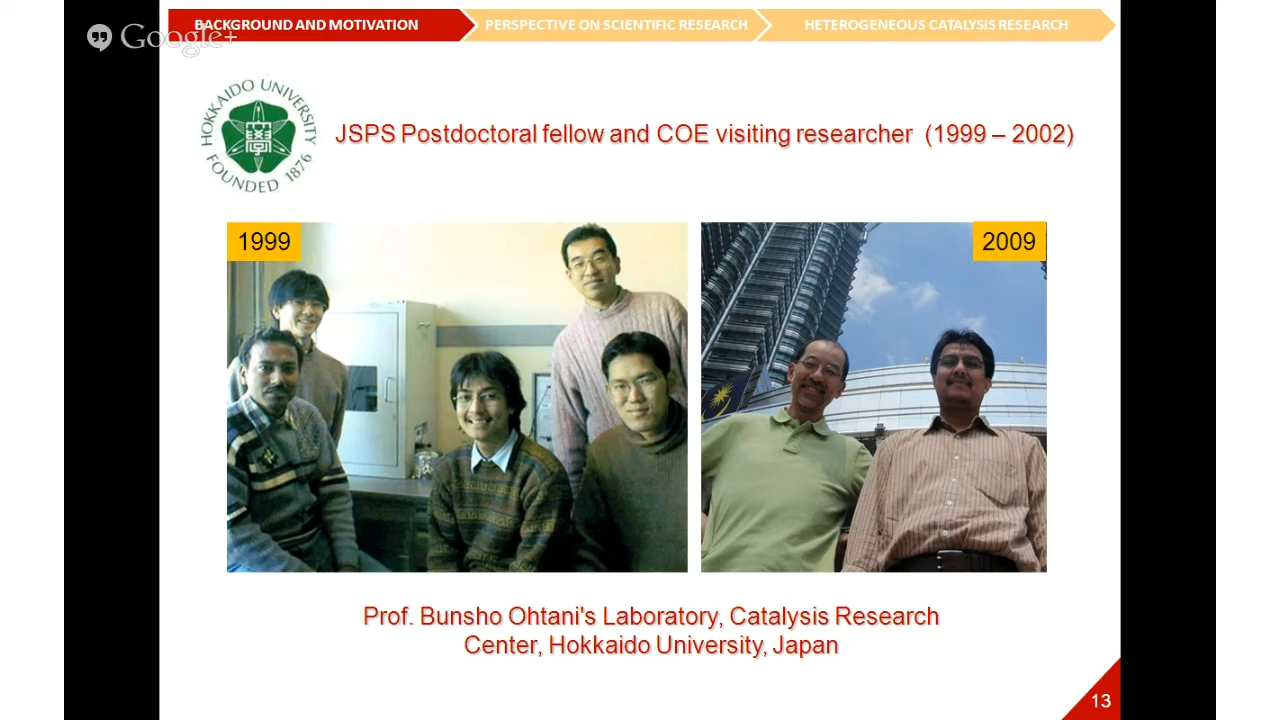 BACKGROUND AND MOTIVATION
PERSPECTIVE ON SCIENTIFIC RESEARCH
HETEROGENEOUS CATALYSIS RESEARCH
Google+
HOKKAIDO UNIVERSITY
FOUNDED 1876
JSPS Postdoctoral fellow and COE visiting researcher (1999 – 2002)
1999
2009
Prof. Bunsho Ohtani's Laboratory, Catalysis Research
Center, Hokkaido University, Japan
13